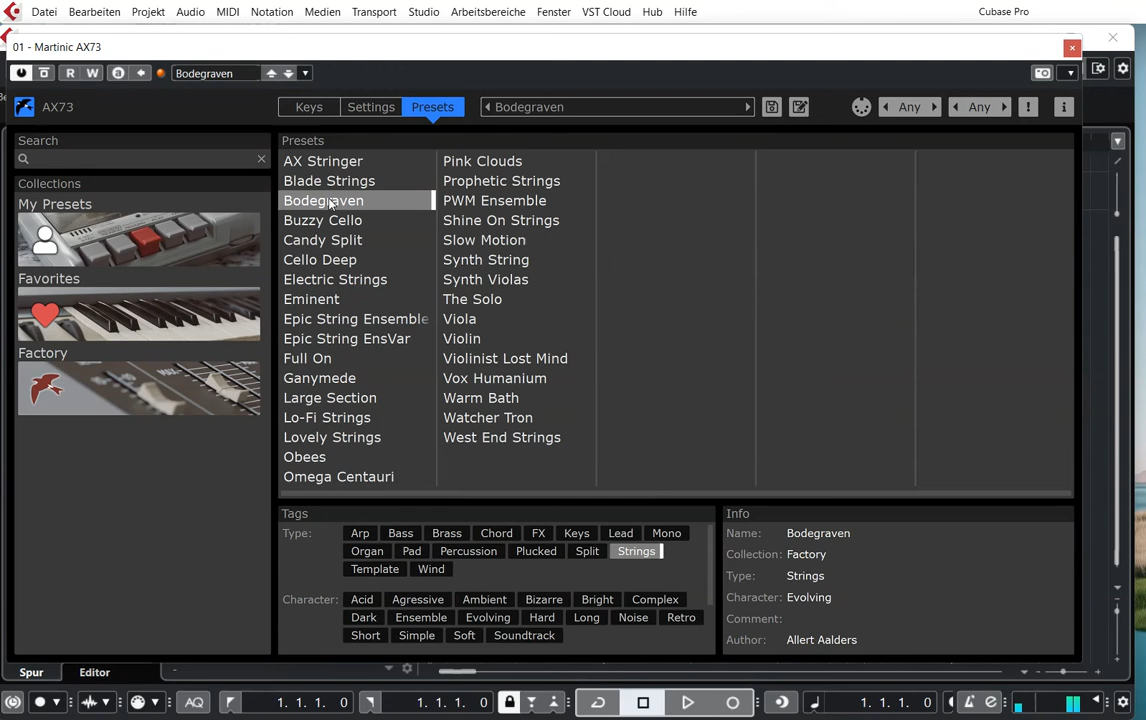 Datei Bearbeiten Projekt Audio MIDI Notation Medien Transport Studio Arbeitsbereiche Fenster VST Cloud Hub Hilfe Cubase Pro
01 - Martinic AX73
R W a Bodegraven
AX73 Keys Settings Presets Bodegraven Any Any ! i
Search
Collections
My Presets
Favorites
Factory
Presets
AX Stringer
Blade Strings
Bodegraven
Buzzy Cello
Candy Split
Cello Deep
Electric Strings
Eminent
Epic String Ensemble
Epic String EnsVar
Full On
Ganymede
Large Section
Lo-Fi Strings
Lovely Strings
Obees
Omega Centauri
Pink Clouds
Prophetic Strings
PWM Ensemble
Shine On Strings
Slow Motion
Synth String
Synth Violas
The Solo
Viola
Violin
Violinist Lost Mind
Vox Humanium
Warm Bath
Watcher Tron
West End Strings
Tags
Type: Arp Bass Brass Chord FX Keys Lead Mono
Organ Pad Percussion Plucked Split Strings
Template Wind
Character: Acid Agressive Ambient Bizarre Bright Complex
Dark Ensemble Evolving Hard Long Noise Retro
Short Simple Soft Soundtrack
Info
Name: Bodegraven
Collection: Factory
Type: Strings
Character: Evolving
Comment:
Author: Allert Aalders
Spur Editor -
AQ 1. 1. 1. 0 1. 1. 1. 0 1. 1. 1. 0